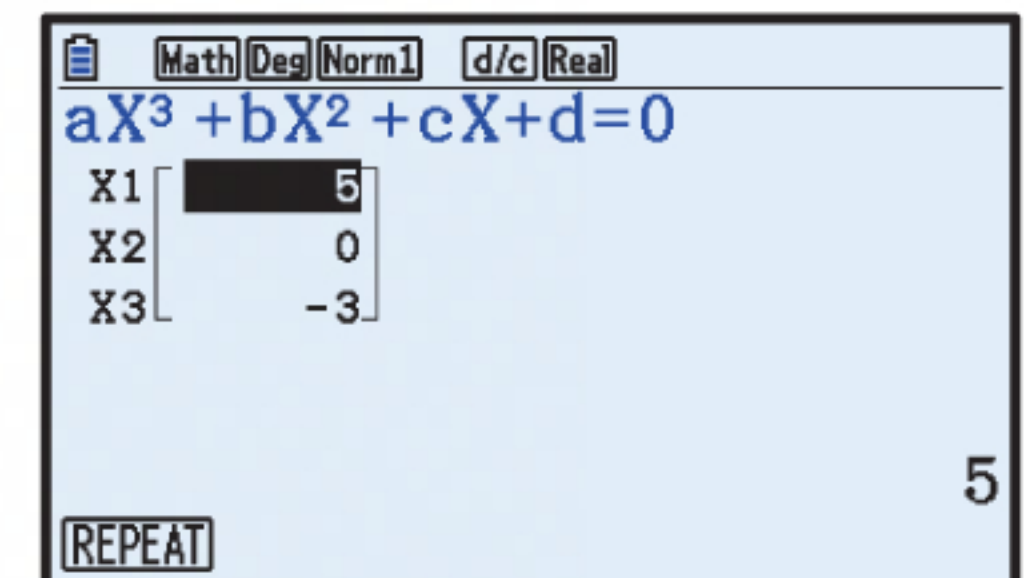 Math Deg Norm1 d/c Real
aX³ +bX² +cX+d=0
X1 5
X2 0
X3 -3
5
REPEAT